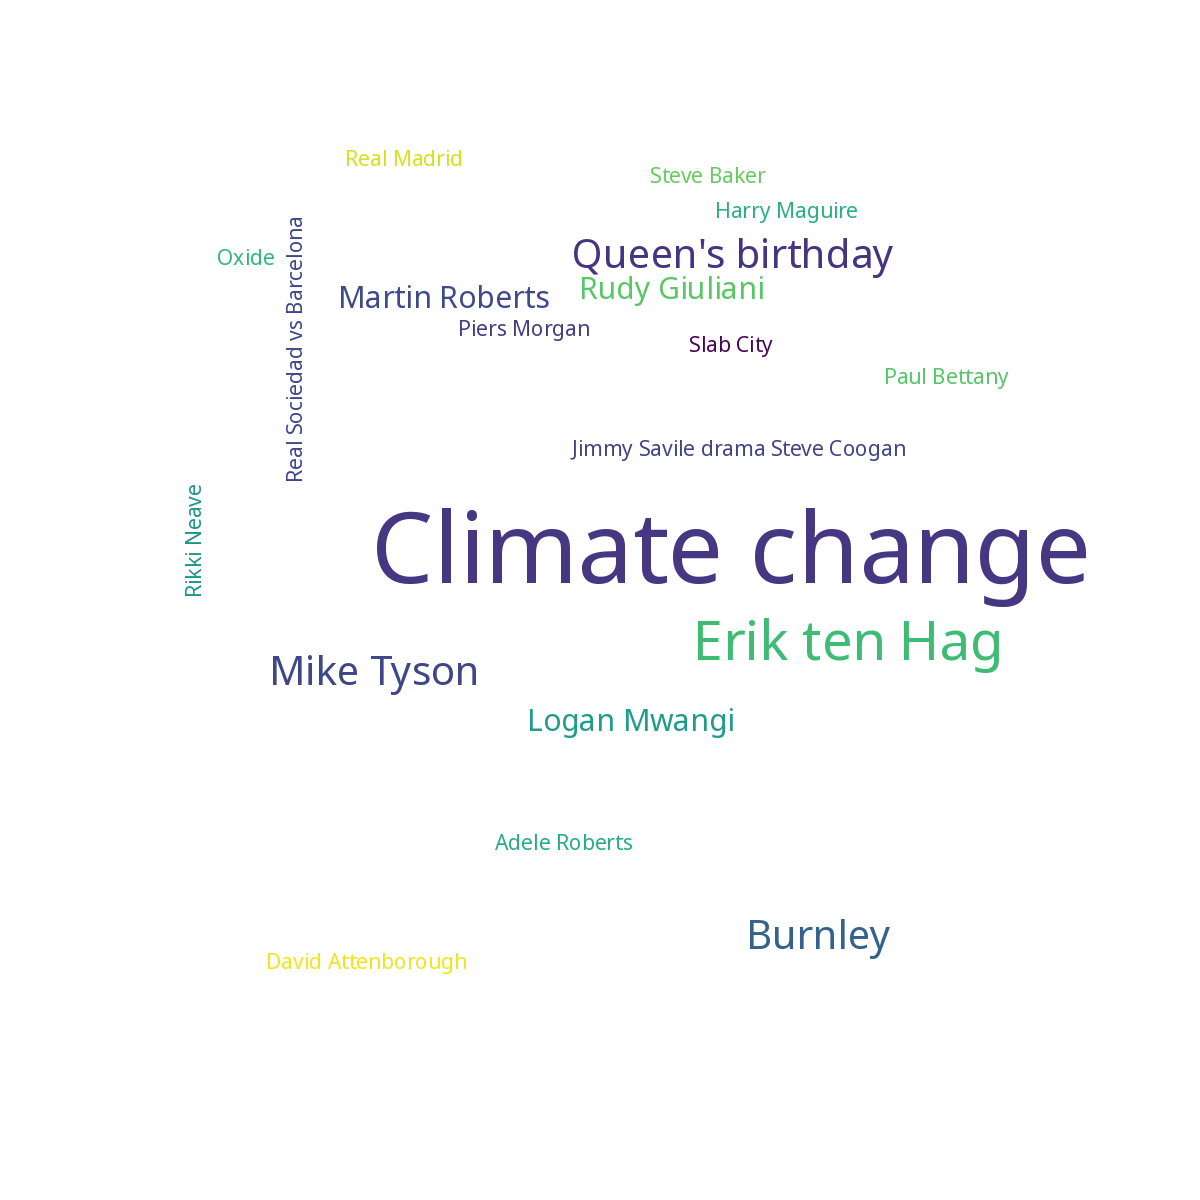 Real Madrid
Steve Baker
Harry Maguire
Queen's birthday
Oxide
Real Sociedad vs Barcelona
Martin Roberts
Rudy Giuliani
Piers Morgan
Slab City
Paul Bettany
Jimmy Savile drama Steve Coogan
Rikki Neave
Climate change
Erik ten Hag
Mike Tyson
Logan Mwangi
Adele Roberts
Burnley
David Attenborough